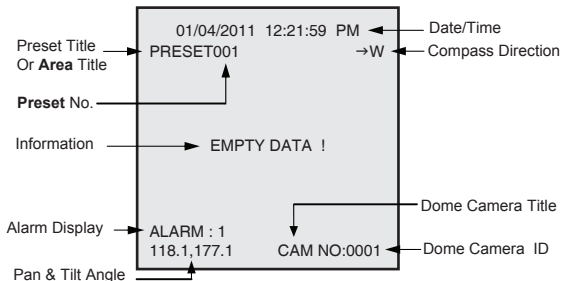 01/04/2011 12:21:59 PM
Date/Time
Preset Title
Or Area Title
PRESET001
→W
Compass Direction
Preset No.
Information
EMPTY DATA !
Dome Camera Title
Alarm Display
ALARM : 1
118.1,177.1
CAM NO:0001
Dome Camera ID
Pan & Tilt Angle